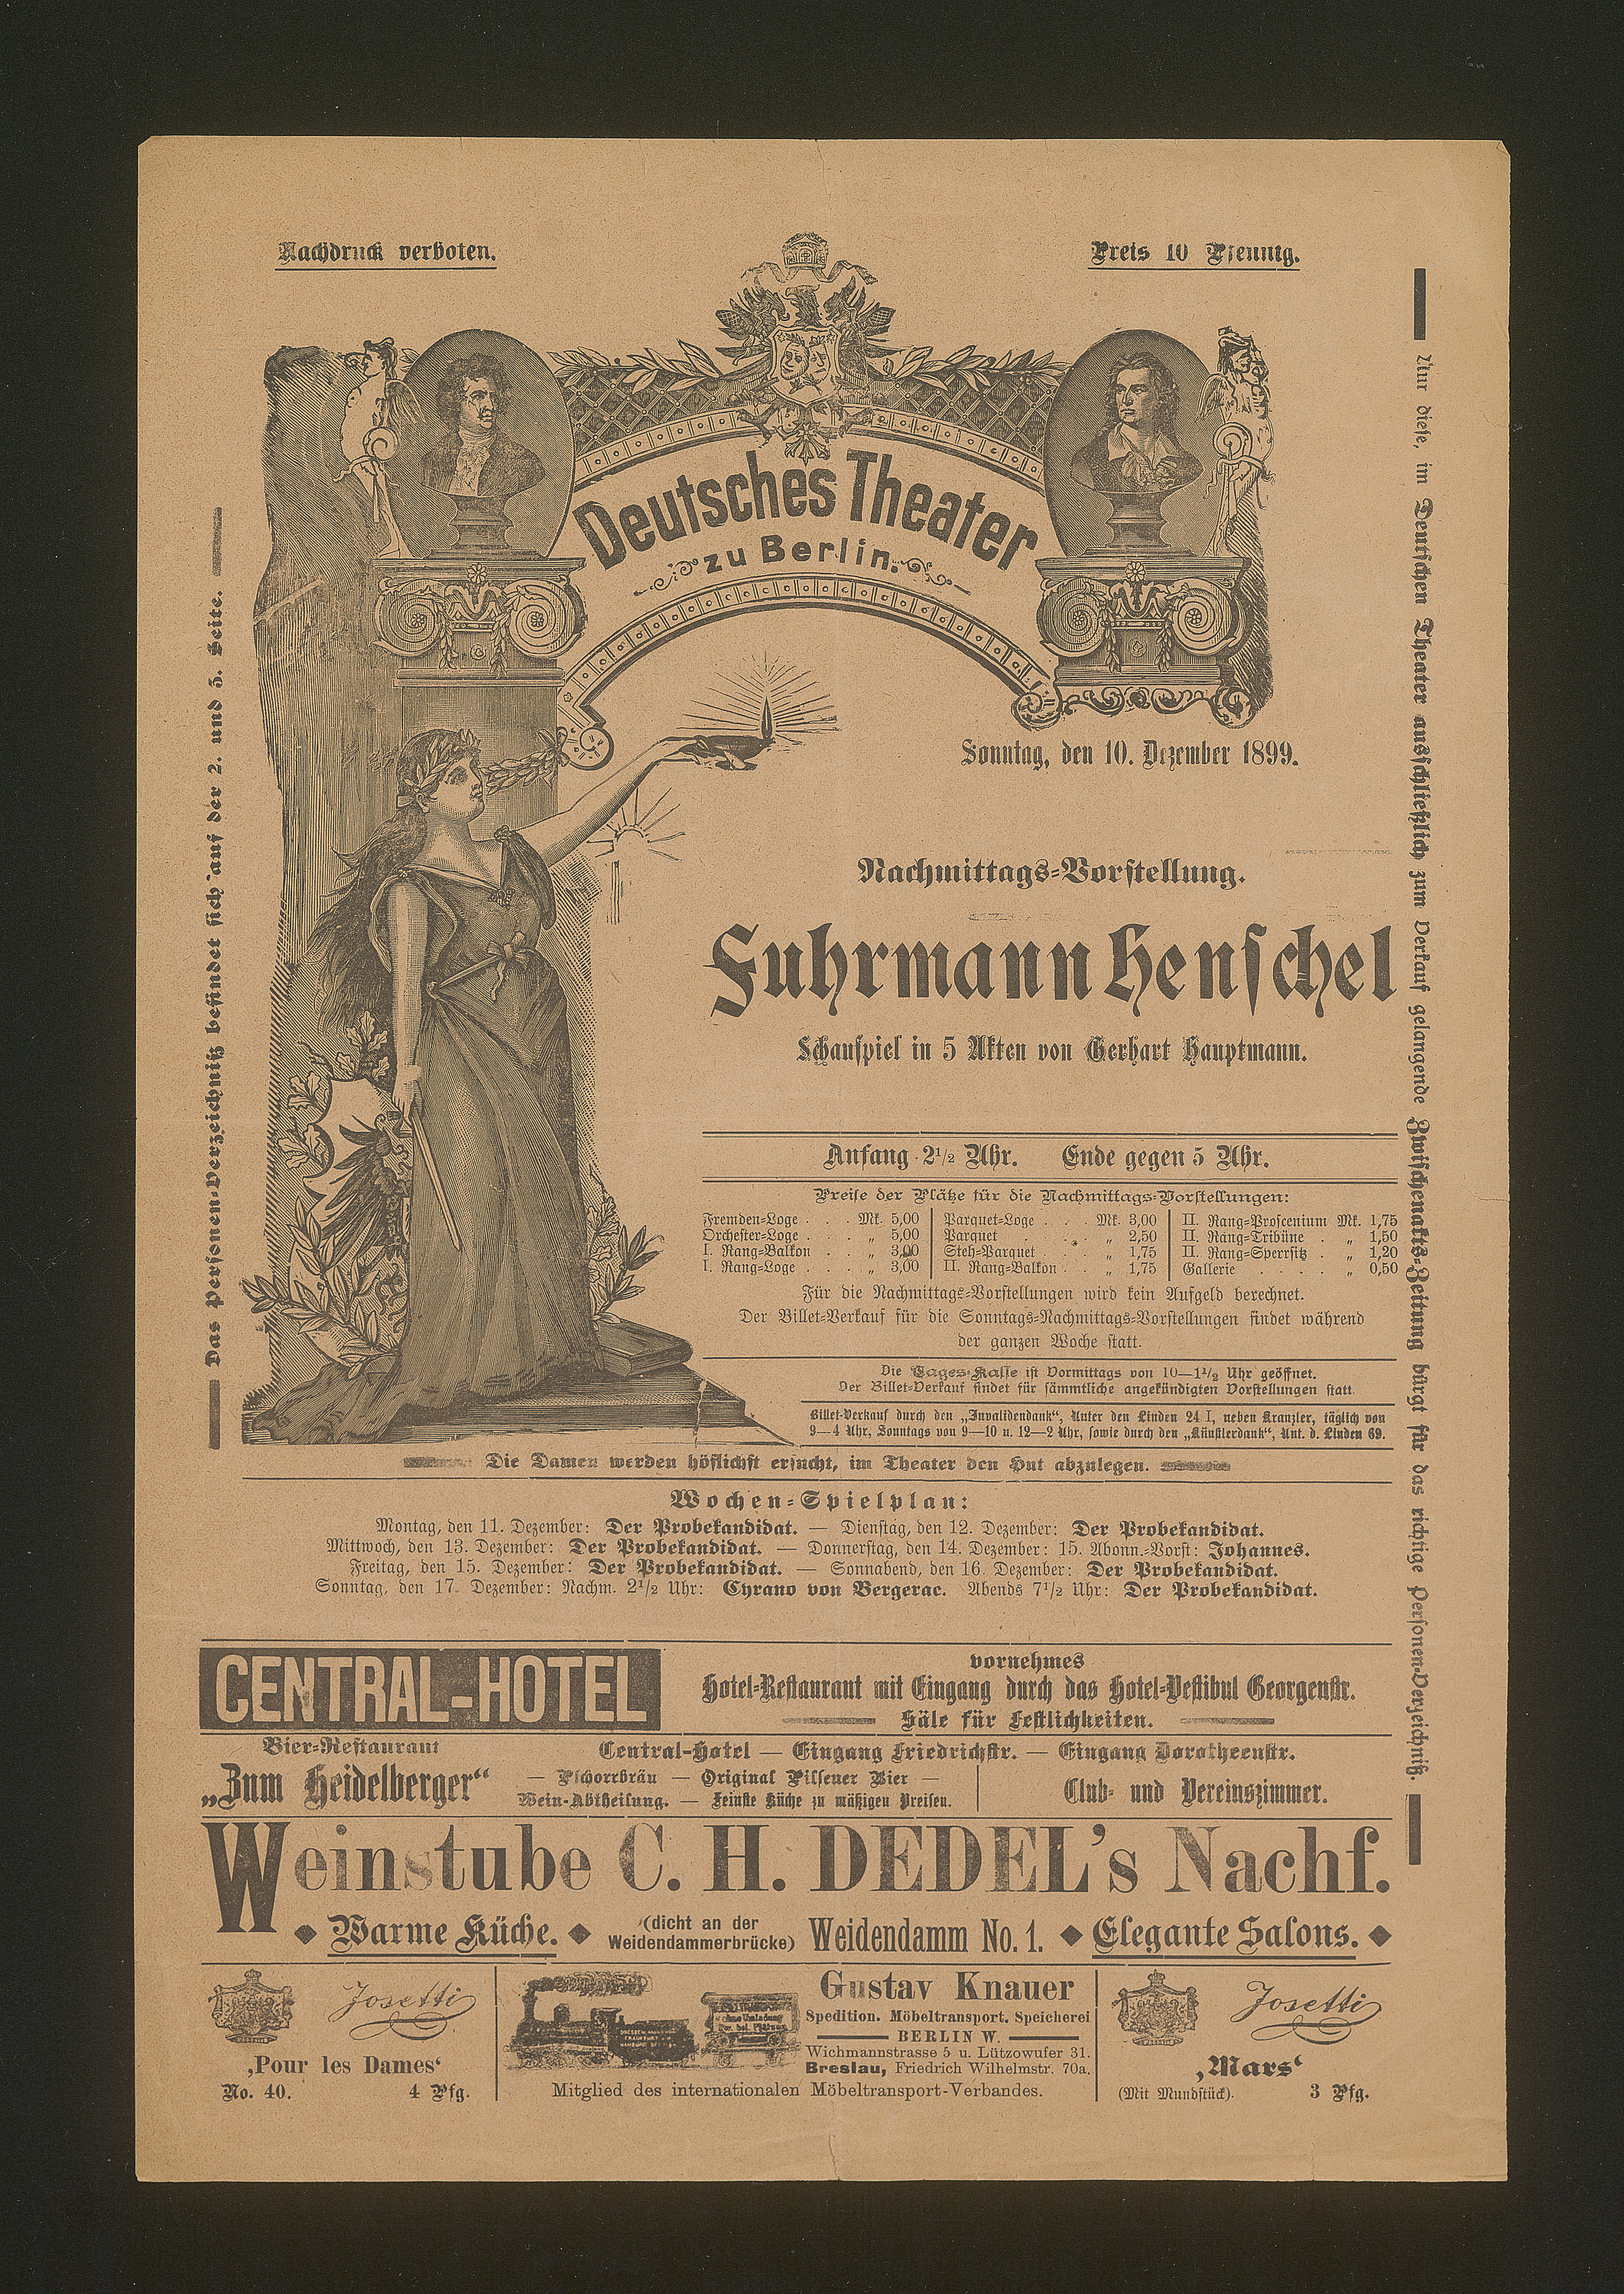 Nachdruck verboten.
Preis 10 Pfennig.
Deutsches Theater
zu Berlin.
Sonntag, den 10. Dezember 1899.
Nachmittags-Vorstellung.
Fuhrmann Henschel
Schauspiel in 5 Akten von Gerhart Hauptmann.
Anfang 2½ Uhr. Ende gegen 5 Uhr.
Preise der Plätze für die Nachmittags-Vorstellungen:
Fremden-Loge . . . Mk. 5,00
Orchester-Loge . . . „ 5,00
I. Rang-Balkon . . „ 3,00
I. Rang-Loge . . . „ 3,00
Parquet-Loge . . . Mk. 3,00
Parquet . . . . „ 2,50
Steh-Parquet . . . „ 1,75
II. Rang-Balkon . . „ 1,75
II. Rang-Proscenium Mk. 1,75
II. Rang-Tribüne . „ 1,50
II. Rang-Sperrsitz . „ 1,20
Gallerie . . . . „ 0,50
Für die Nachmittags-Vorstellungen wird kein Aufgeld berechnet.
Der Billet-Verkauf für die Sonntags-Nachmittags-Vorstellungen findet während
der ganzen Woche statt.
Die Tages-Kasse ist Vormittags von 10—1½ Uhr geöffnet.
Der Billet-Verkauf findet für sämmtliche angekündigten Vorstellungen statt.
Billet-Verkauf durch den „Invalidendank“, Unter den Linden 24 I, neben Kranzler, täglich von
9—4 Uhr, Sonntags von 9—10 u. 12—2 Uhr, sowie durch den „Künstlerdank“, Unt. d. Linden 69.
Die Damen werden höflichst ersucht, im Theater den Hut abzulegen.
Wochen-Spielplan:
Montag, den 11. Dezember: Der Probekandidat. — Dienstag, den 12. Dezember: Der Probekandidat.
Mittwoch, den 13. Dezember: Der Probekandidat. — Donnerstag, den 14. Dezember: 15. Abonn.-Vorst: Johannes.
Freitag, den 15. Dezember: Der Probekandidat. — Sonnabend, den 16. Dezember: Der Probekandidat.
Sonntag, den 17. Dezember: Nachm. 2½ Uhr: Cyrano von Bergerac. Abends 7½ Uhr: Der Probekandidat.
Das Personen-Verzeichniß befindet sich auf der 2. und 3. Seite.
Nur diese, im Deutschen Theater ausschließlich zum Verkauf gelangende Zwischenakts-Zeitung bürgt für das richtige Personen-Verzeichniß.
CENTRAL-HOTEL
vornehmes
Hotel-Restaurant mit Eingang durch das Hotel-Vestibul Georgenstr.
Säle für Festlichkeiten.
Bier-Restaurant
„Zum Heidelberger“
Central-Hotel — Eingang Friedrichstr. — Eingang Dorotheenstr.
— Pschorrbräu — Original Pilsener Bier —
Wein-Abtheilung. — Feinste Küche zu mäßigen Preisen.
Club- und Vereinszimmer.
Weinstube C. H. DEDEL's Nachf.
Warme Küche.
(dicht an der
Weidendammerbrücke)
Weidendamm No. 1.
Elegante Salons.
Josetti
‚Pour les Dames‘
No. 40. 4 Pfg.
Gustav Knauer
Spedition. Möbeltransport. Speicherei
BERLIN W.
Wichmannstrasse 5 u. Lützowufer 31.
Breslau, Friedrich Wilhelmstr. 70a.
Mitglied des internationalen Möbeltransport-Verbandes.
Josetti
‚Mars‘
(Mit Mundstück). 3 Pfg.